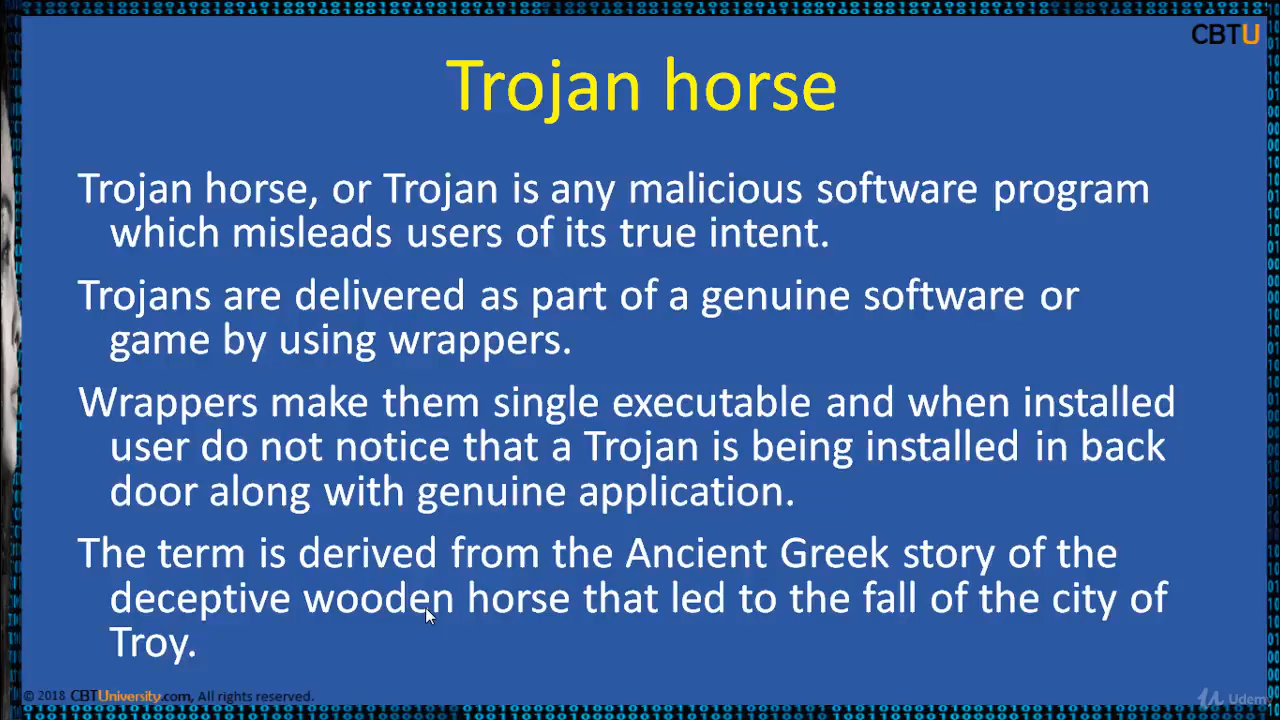 CBTU
Trojan horse
Trojan horse, or Trojan is any malicious software program
which misleads users of its true intent.
Trojans are delivered as part of a genuine software or
game by using wrappers.
Wrappers make them single executable and when installed
user do not notice that a Trojan is being installed in back
door along with genuine application.
The term is derived from the Ancient Greek story of the
deceptive wooden horse that led to the fall of the city of
Troy.
© 2018 CBTUniversity.com, All rights reserved.
Udemy